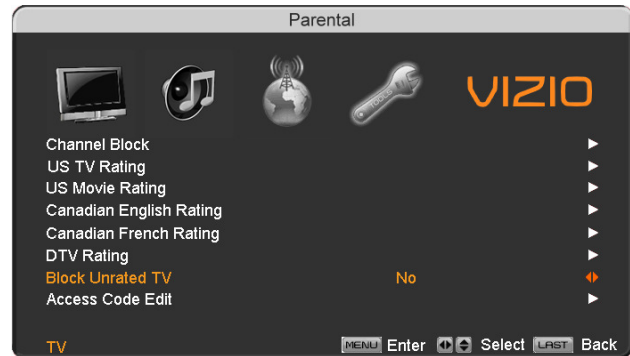 Parental
TOOLS
VIZIO
Channel Block
US TV Rating
US Movie Rating
Canadian English Rating
Canadian French Rating
DTV Rating
Block Unrated TV No
Access Code Edit
TV MENU Enter Select LAST Back